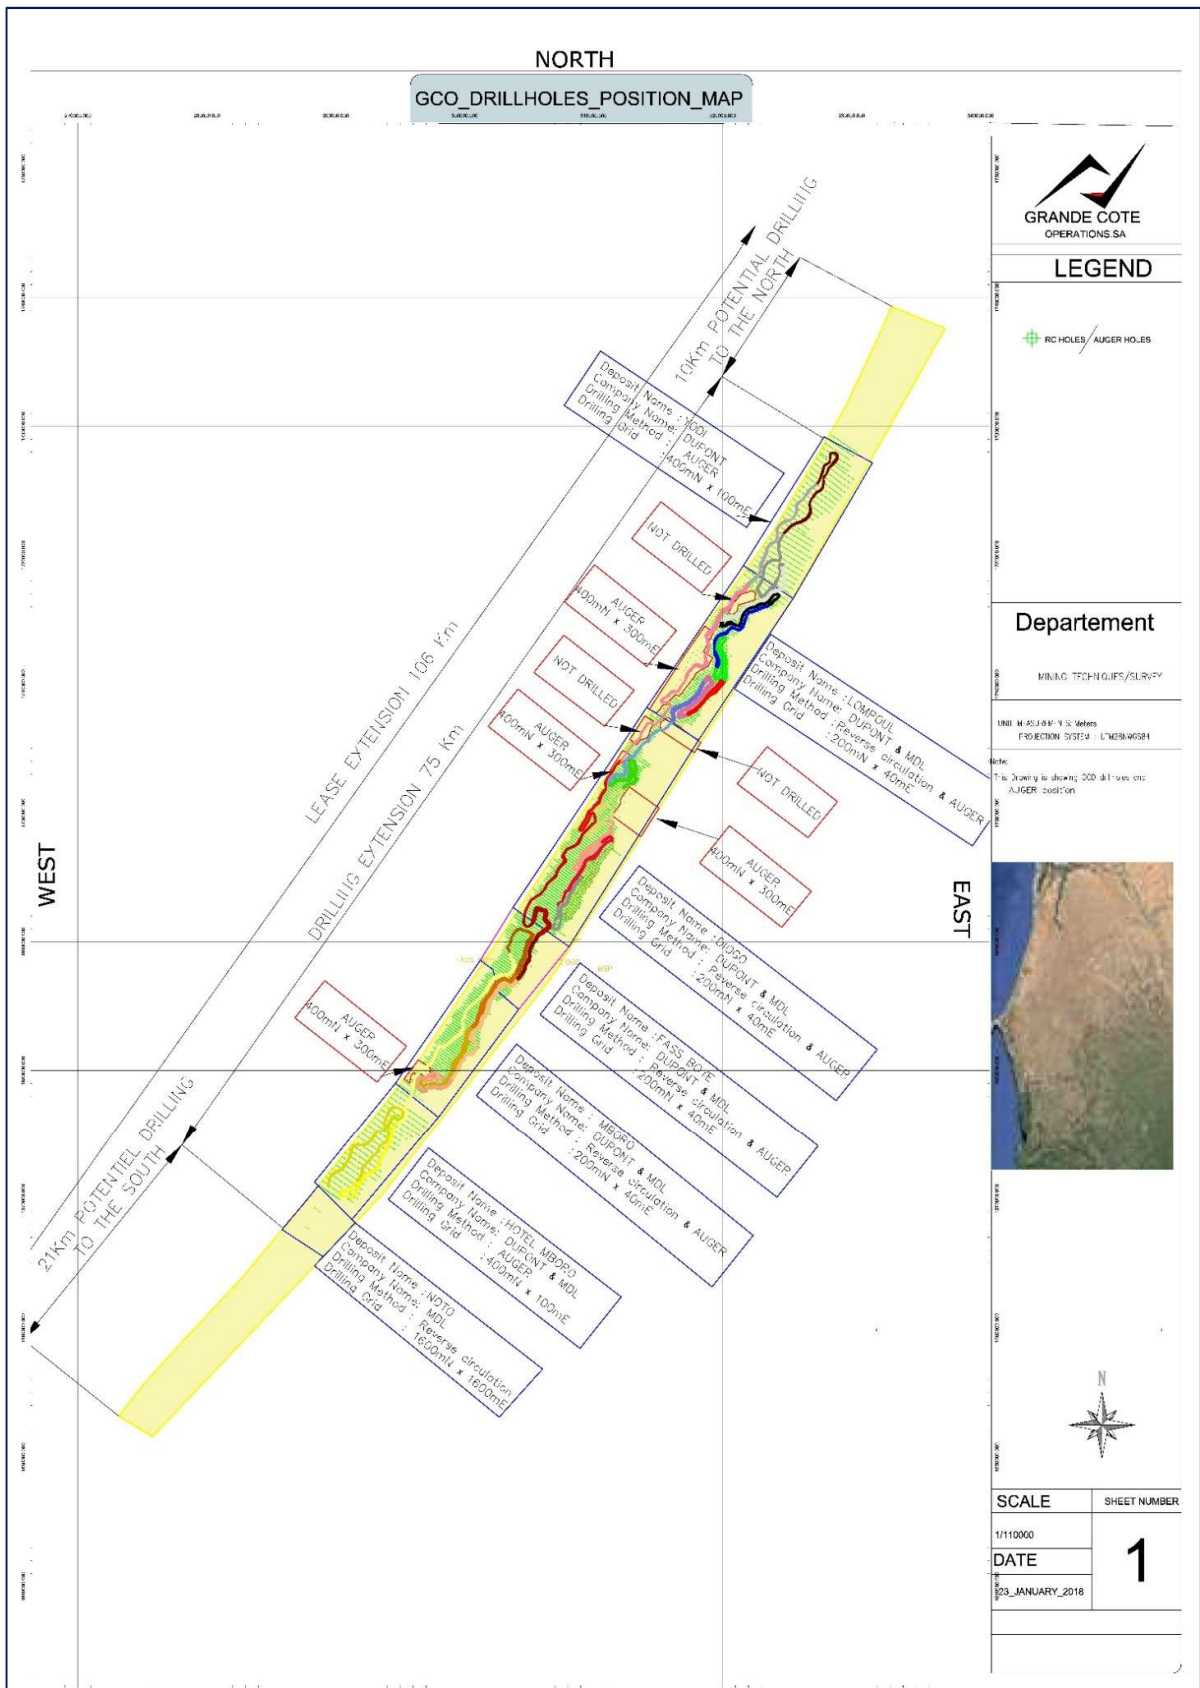 NORTH
GCO_DRILLHOLES_POSITION_MAP
GRANDE COTE
OPERATIONS.SA
LEGEND
RC HOLES / AUGER HOLES
10Km POTENTIAL DRILLING
TO THE NORTH
Deposit Name : YODI
Company Name: DUPONT
Drilling Method : AUGER
Drilling Grid : 400mN x 100mE
NOT DRILLED
AUGER
400mN x 300mE
NOT DRILLED
AUGER
400mN x 300mE
LEASE EXTENSION 106 Km
DRILLING EXTENSION 75 Km
Deposit Name : LOMPOUL
Company Name: DUPONT & MDL
Drilling Method : Reverse circulation & AUGER
Drilling Grid : 200mN x 40mE
NOT DRILLED
AUGER
400mN x 300mE
WEST
EAST
Departement
MINING TECHNIQUES/SURVEY
PROJECTION SYSTEM :
Note:
AUGER position
Deposit Name : DIOGO
Company Name: DUPONT & MDL
Drilling Method : Reverse circulation & AUGER
Drilling Grid : 200mN x 40mE
Deposit Name : FASS BOYE
Company Name: DUPONT & MDL
Drilling Method : Reverse circulation & AUGER
Drilling Grid : 200mN x 40mE
AUGER
400mN x 300mE
Deposit Name : MBORO
Company Name: DUPONT & MDL
Drilling Method : Reverse circulation & AUGER
Drilling Grid : 200mN x 40mE
Deposit Name : HOTEL MBORO
Company Name: DUPONT & MDL
Drilling Method : AUGER
Drilling Grid : 400mN x 100mE
21Km POTENTIEL DRILLING
TO THE SOUTH
Deposit Name : NOTO
Company Name: MDL
Drilling Method : Reverse circulation
Drilling Grid : 1600mN x 1600mE
N
SCALE
SHEET NUMBER
1/110000
1
DATE
23_JANUARY_2018